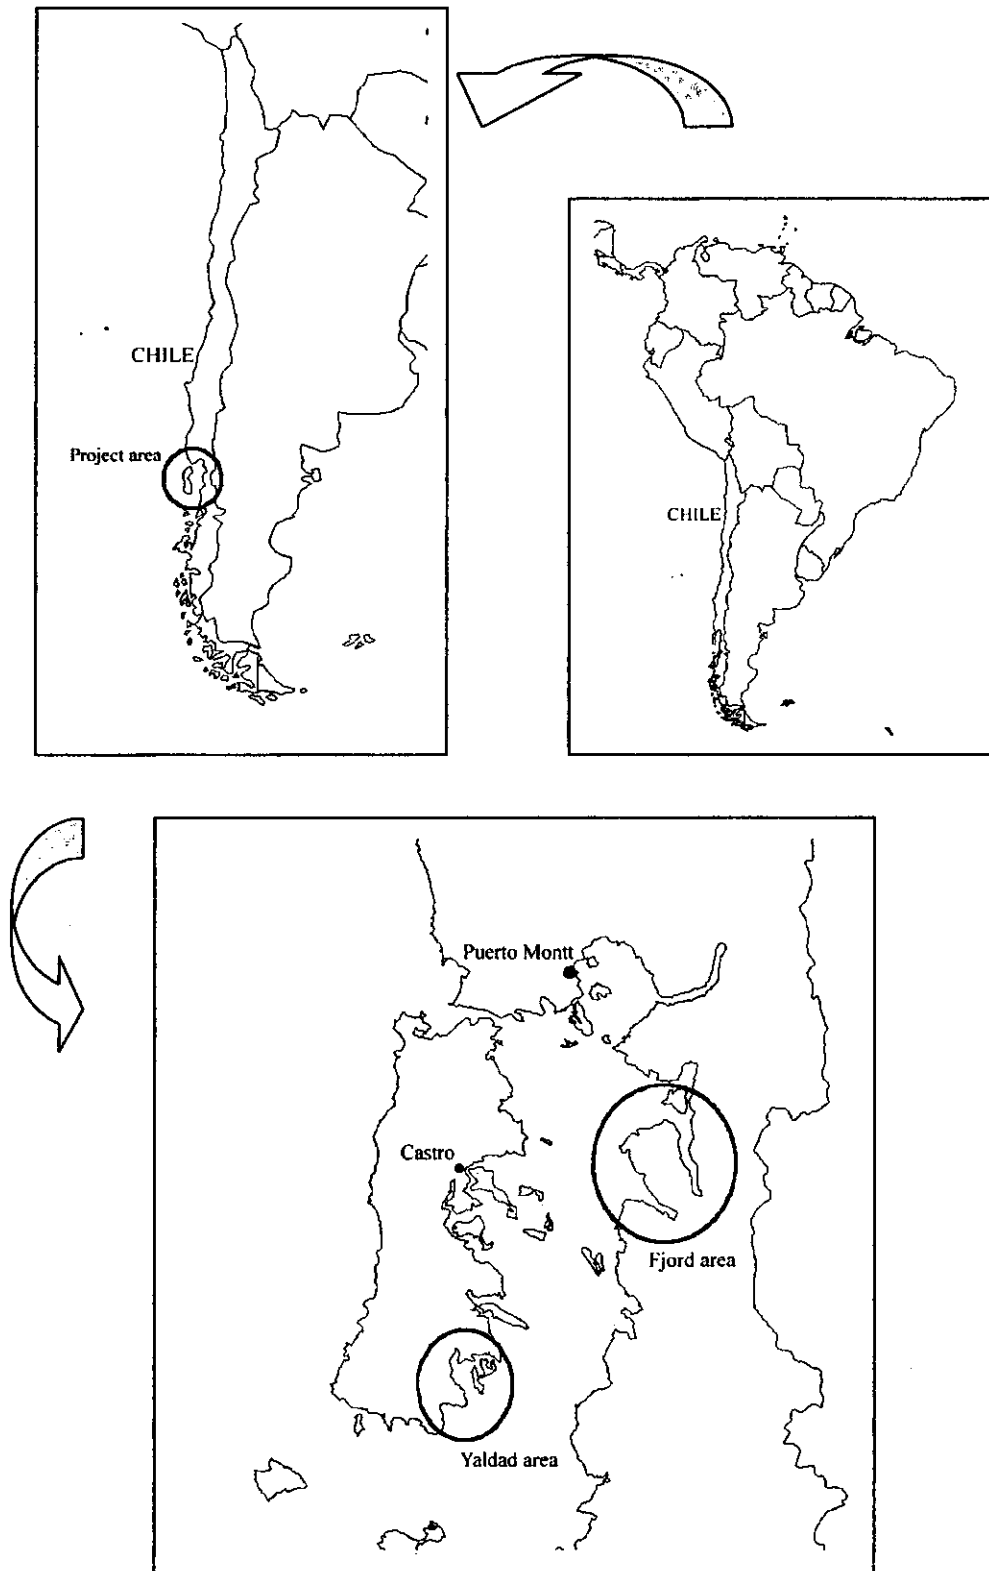 CHILE
Project area
CHILE
Puerto Montt
Castro
Fjord area
Yaldad area